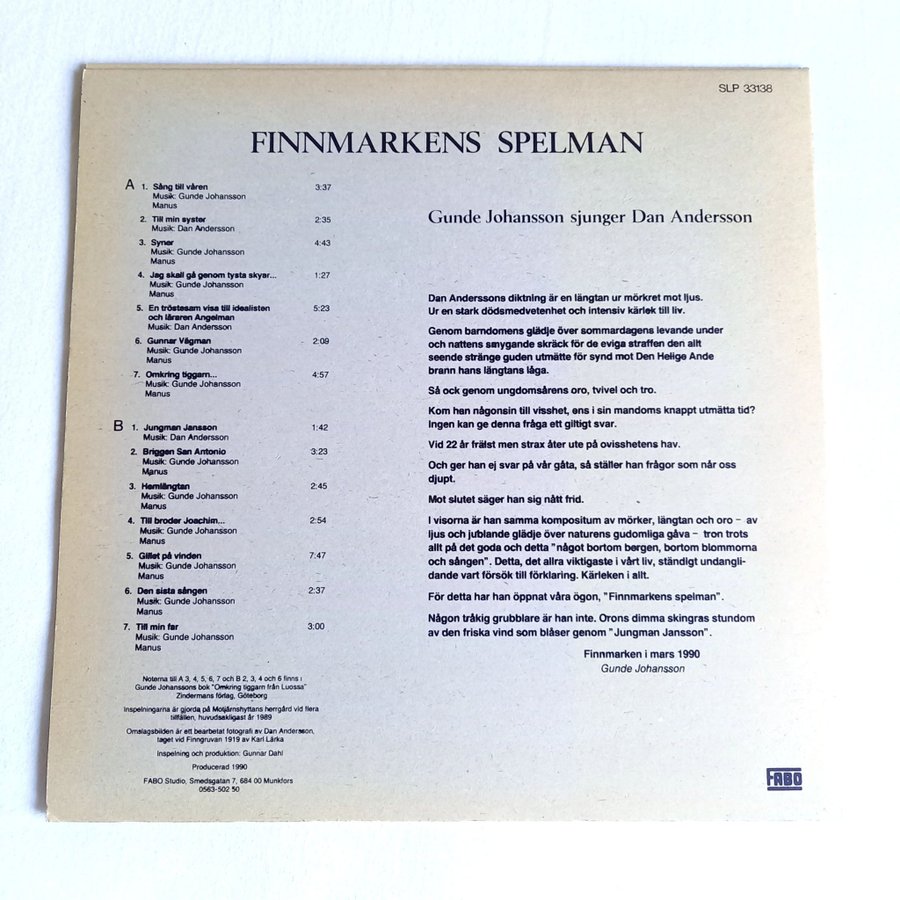 SLP 33138
FINNMARKENS SPELMAN
A 1. Sång till våren 3:37
Musik: Gunde Johansson
Manus
2. Till min syster 2:35
Musik: Dan Andersson
3. Syner 4:43
Musik: Gunde Johansson
Manus
4. Jag skall gå genom tysta skyar... 1:27
Musik: Gunde Johansson
Manus
5. En tröstesam visa till idealisten 5:23
och läraren Angelman
Musik: Dan Andersson
6. Gunnar Vägman 2:09
Musik: Gunde Johansson
Manus
7. Omkring tiggarn... 4:57
Musik: Gunde Johansson
Manus
B 1. Jungman Jansson 1:42
Musik: Dan Andersson
2. Briggen San Antonio 3:23
Musik: Gunde Johansson
Manus
3. Hemlängtan 2:45
Musik: Gunde Johansson
Manus
4. Till broder Joachim... 2:54
Musik: Gunde Johansson
Manus
5. Gillet på vinden 7:47
Musik: Gunde Johansson
Manus
6. Den sista sången 2:37
Musik: Gunde Johansson
Manus
7. Till min far 3:00
Musik: Gunde Johansson
Manus
Noterna till A 3, 4, 5, 6, 7 och B 2, 3, 4 och 6 finns i
Gunde Johanssons bok "Omkring tiggarn från Luossa"
Zindermans förlag, Göteborg
Inspelningarna är gjorda på Motjärnshyttans herrgård vid flera
tillfällen, huvudsakligast år 1989
Omslagsbilden är ett bearbetat fotografi av Dan Andersson,
taget vid Finngruvan 1919 av Karl Lärka
Inspelning och produktion: Gunnar Dahl
Producerad 1990
FABO Studio, Smedsgatan 7, 684 00 Munkfors
0563-502 50
Gunde Johansson sjunger Dan Andersson
Dan Anderssons diktning är en längtan ur mörkret mot ljus.
Ur en stark dödsmedvetenhet och intensiv kärlek till liv.
Genom barndomens glädje över sommardagens levande under
och nattens smygande skräck för de eviga straffen den allt
seende stränge guden utmätte för synd mot Den Helige Ande
brann hans längtans låga.
Så ock genom ungdomsårens oro, tvivel och tro.
Kom han någonsin till visshet, ens i sin mandoms knappt utmätta tid?
Ingen kan ge denna fråga ett giltigt svar.
Vid 22 år frälst men strax åter ute på ovisshetens hav.
Och ger han ej svar på vår gåta, så ställer han frågor som når oss
djupt.
Mot slutet säger han sig nått frid.
I visorna är han samma kompositum av mörker, längtan och oro – av
ljus och jublande glädje över naturens gudomliga gåva – tron trots
allt på det goda och detta "något bortom bergen, bortom blommorna
och sången". Detta, det allra viktigaste i vårt liv, ständigt undangli-
dande vart försök till förklaring. Kärleken i allt.
För detta har han öppnat våra ögon, "Finnmarkens spelman".
Någon tråkig grubblare är han inte. Orons dimma skingras stundom
av den friska vind som blåser genom "Jungman Jansson".
Finnmarken i mars 1990
Gunde Johansson
FABO